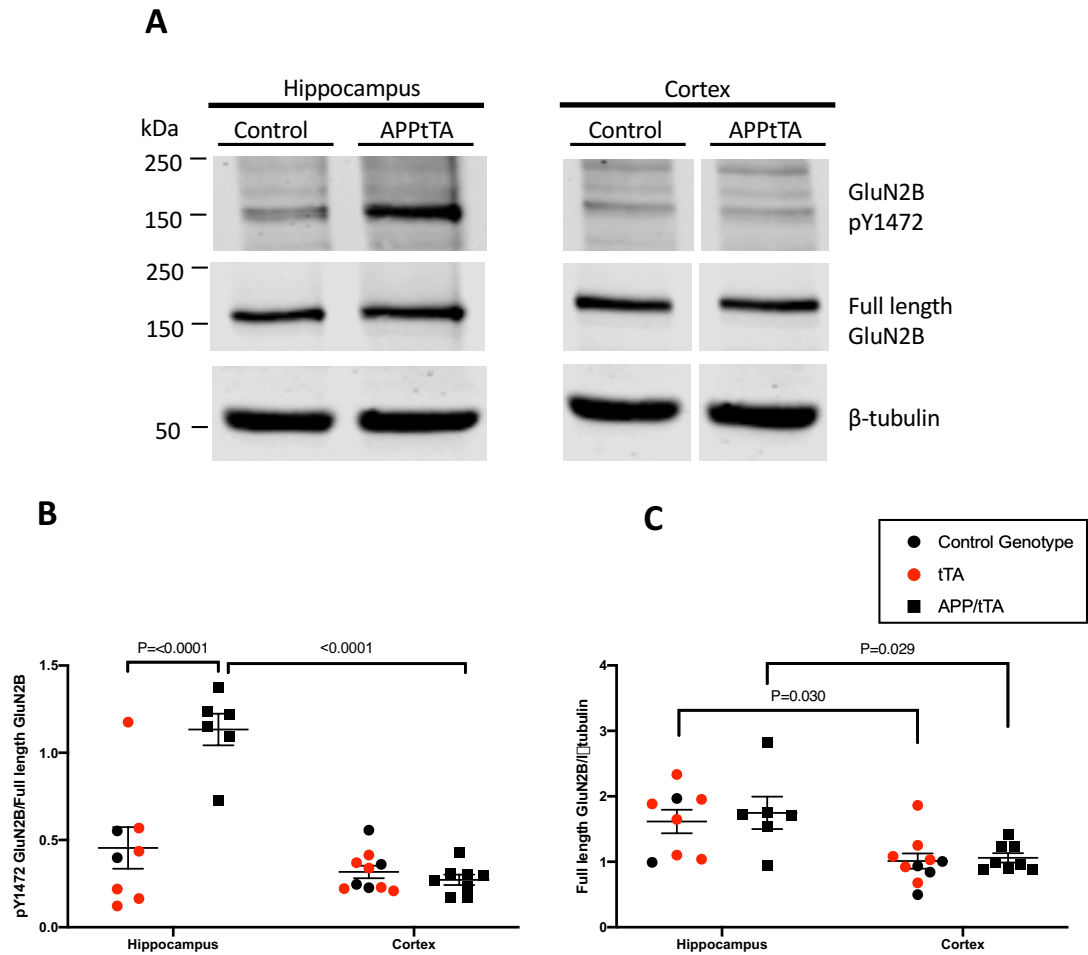 A
Hippocampus
Cortex
kDa
Control
APPtTA
Control
APPtTA
250
150
GluN2B
pY1472
250
150
Full length
GluN2B
50
β-tubulin
B
C
Control Genotype
tTA
APP/tTA
P=<0.0001
<0.0001
pY1472 GluN2B/Full length GluN2B
1.5
1.0
0.5
0.0
Hippocampus
Cortex
P=0.029
P=0.030
Full length GluN2B/I□tubulin
4
3
2
1
0
Hippocampus
Cortex